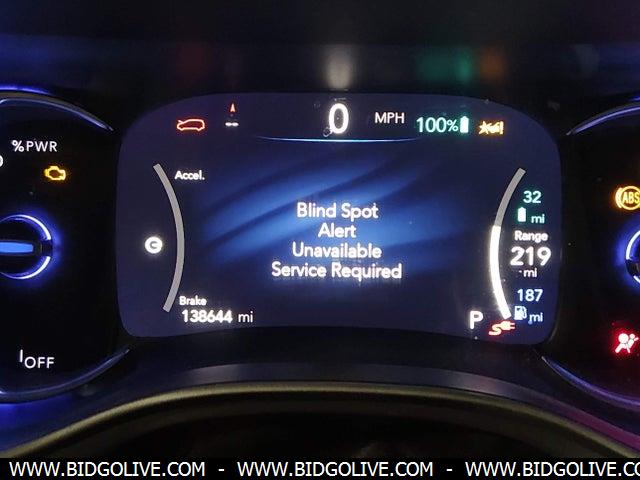 0 MPH 100%
%PWR
Accel.
ABS
32
mi
Blind Spot
Alert
Unavailable
Service Required
Range
219
mi
187
mi
Brake
138644 mi
P
OFF
WWW.BIDGOLIVE.COM - WWW.BIDGOLIVE.COM - WWW.BIDGOLIVE.COM